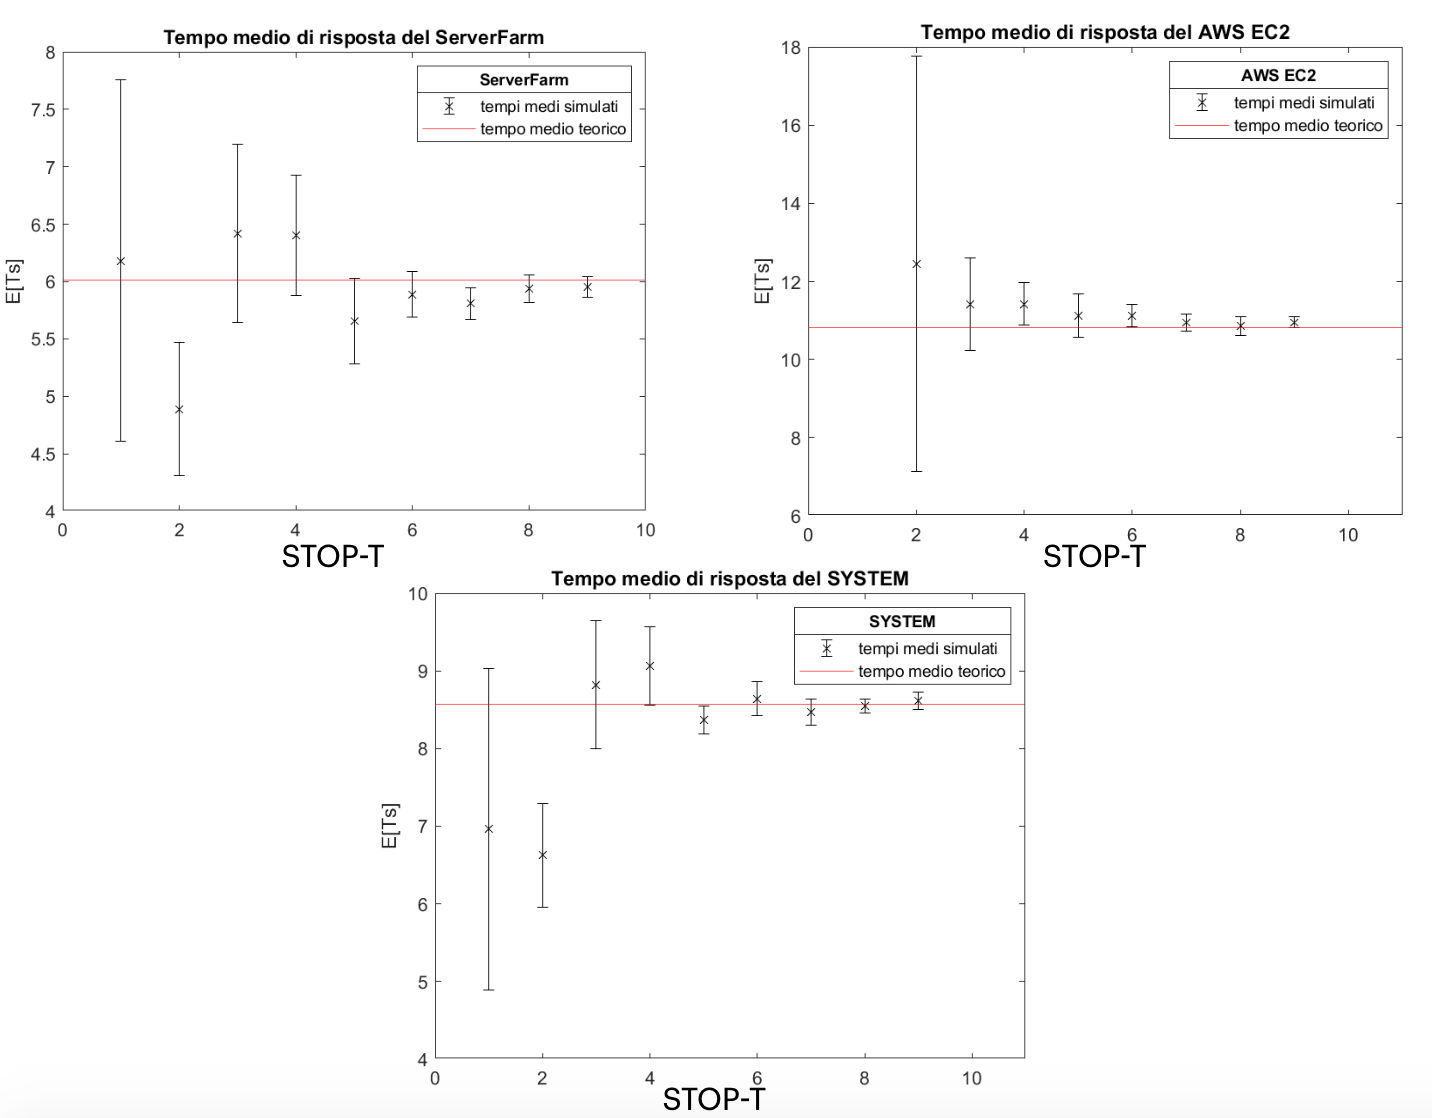 Tempo medio di risposta del ServerFarm
8
7.5
7
6.5
6
5.5
5
4.5
4
E[Ts]
ServerFarm
tempi medi simulati
tempo medio teorico
0 2 4 6 8 10
STOP-T
Tempo medio di risposta del AWS EC2
18
16
14
12
10
8
6
E[Ts]
AWS EC2
tempi medi simulati
tempo medio teorico
0 2 4 6 8 10
STOP-T
Tempo medio di risposta del SYSTEM
10
9
8
7
6
5
4
E[Ts]
SYSTEM
tempi medi simulati
tempo medio teorico
0 2 4 6 8 10
STOP-T